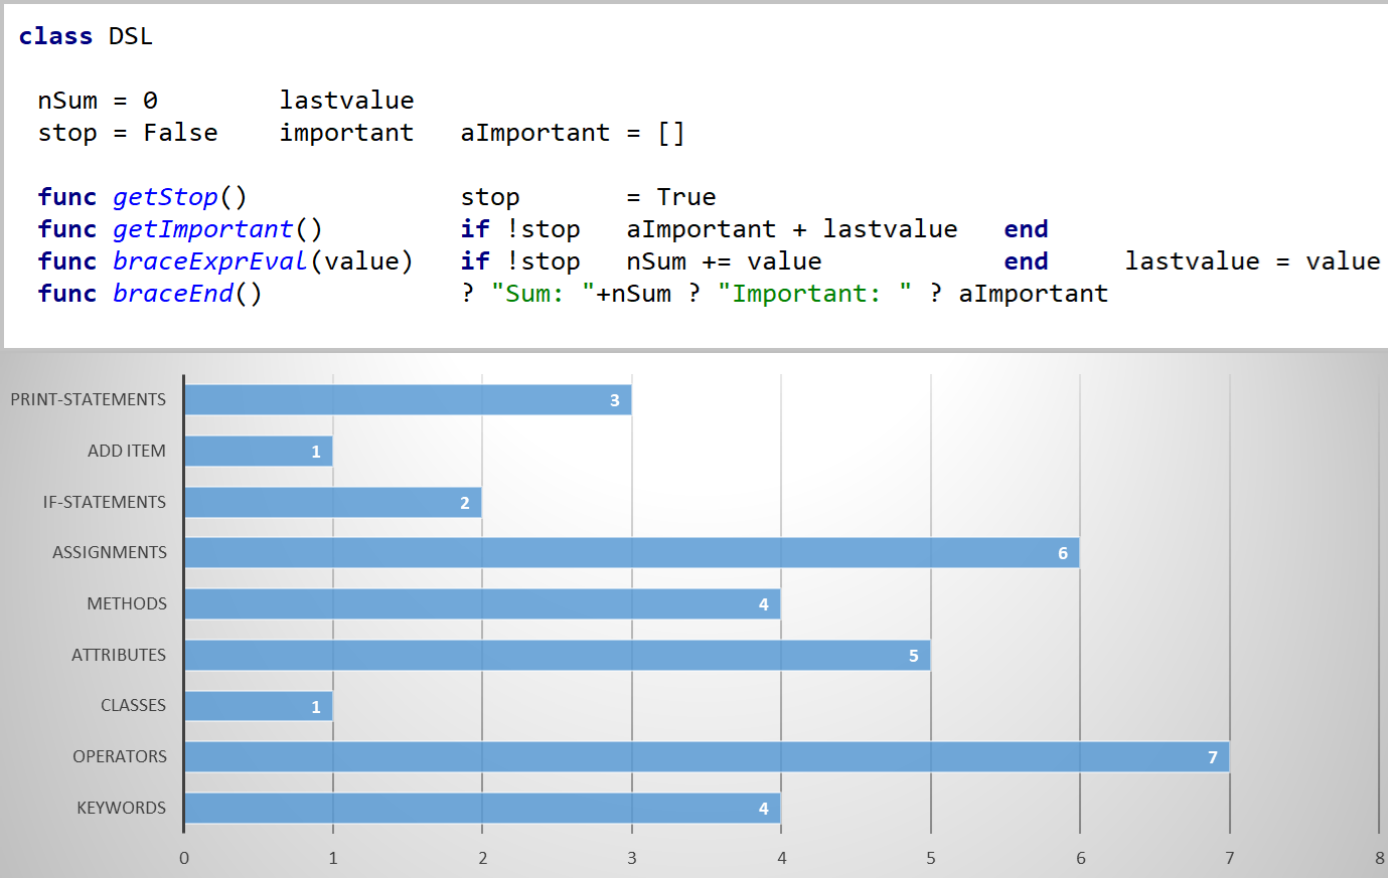 class DSL
nSum = 0 lastvalue
stop = False important aImportant = []
func getStop() stop = True
func getImportant() if !stop aImportant + lastvalue end
func braceExprEval(value) if !stop nSum += value end lastvalue = value
func braceEnd() ? "Sum: "+nSum ? "Important: " ? aImportant
PRINT-STATEMENTS 3
ADD ITEM 1
IF-STATEMENTS 2
ASSIGNMENTS 6
METHODS 4
ATTRIBUTES 5
CLASSES 1
OPERATORS 7
KEYWORDS 4
0 1 2 3 4 5 6 7 8